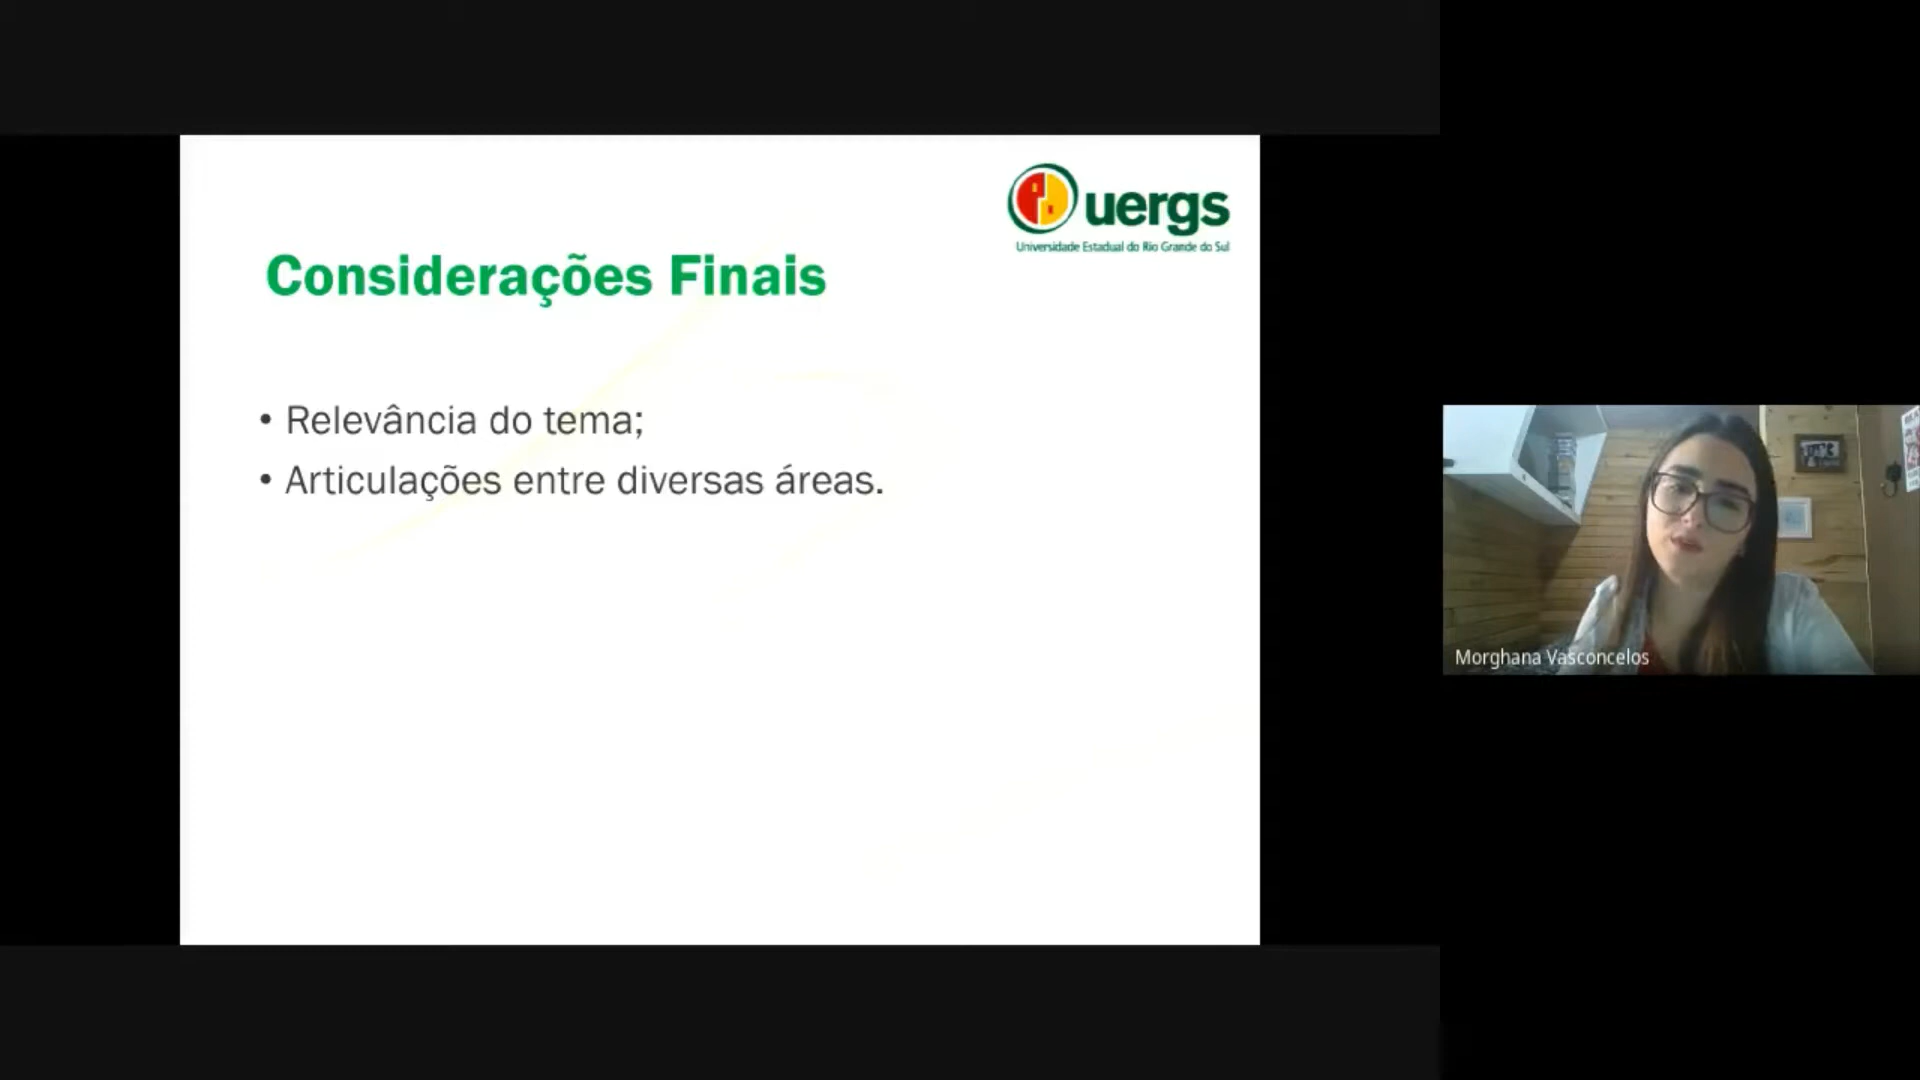 uergs
Universidade Estadual do Rio Grande do Sul
Considerações Finais
• Relevância do tema;
• Articulações entre diversas áreas.
Morghana Vasconcelos